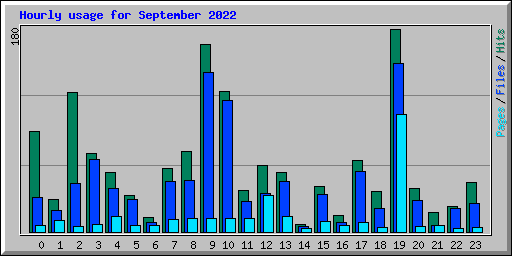 Hourly usage for September 2022
180
Pages/Files/Hits
0 1 2 3 4 5 6 7 8 9 10 11 12 13 14 15 16 17 18 19 20 21 22 23